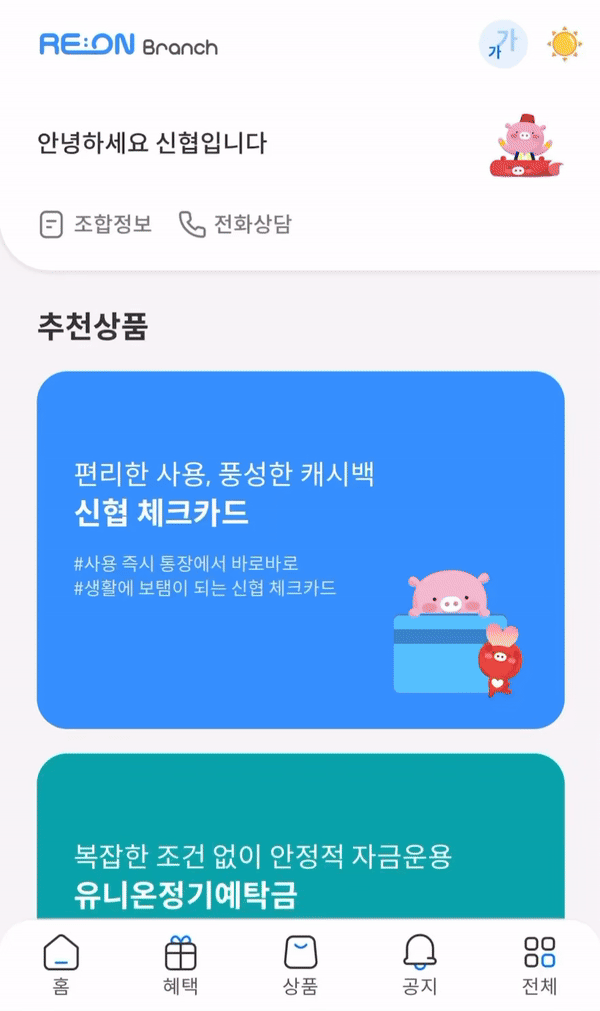 RE:ON Branch
가 가
안녕하세요 신협입니다
조합정보 전화상담
추천상품
편리한 사용, 풍성한 캐시백
신협 체크카드
#사용 즉시 통장에서 바로바로
#생활에 보탬이 되는 신협 체크카드
복잡한 조건 없이 안정적 자금운용
유니온정기예탁금
홈 혜택 상품 공지 전체